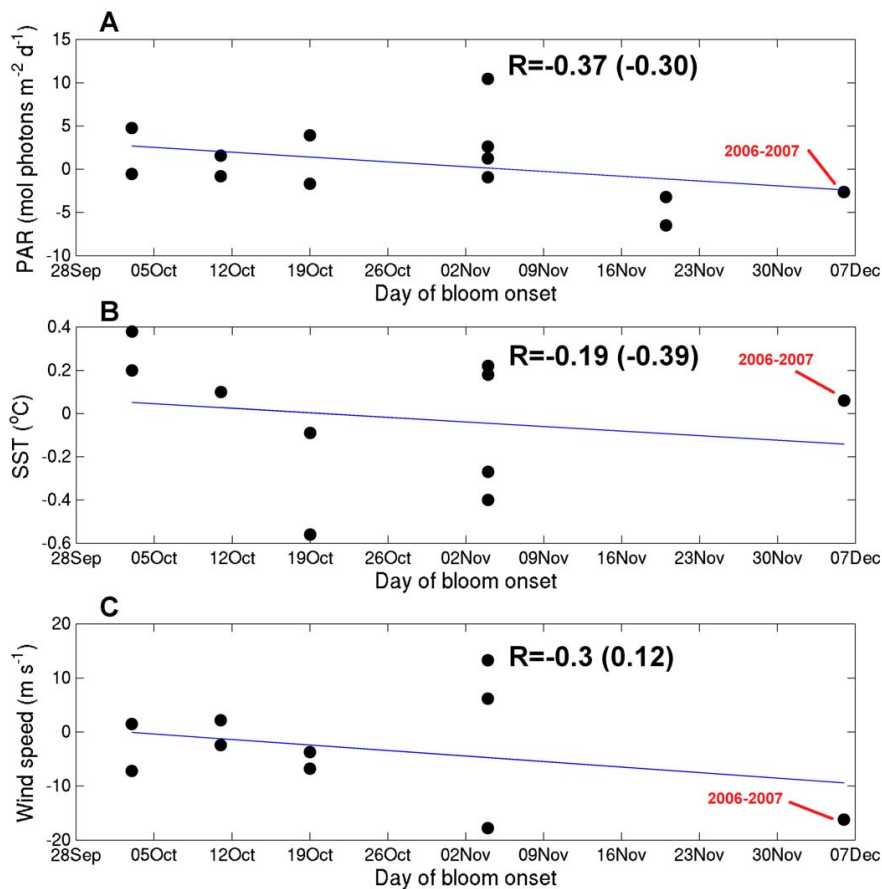 A
15
10
5
0
-5
-10
PAR (mol photons m⁻² d⁻¹)
R=-0.37 (-0.30)
2006-2007
28Sep 05Oct 12Oct 19Oct 26Oct 02Nov 09Nov 16Nov 23Nov 30Nov 07Dec
Day of bloom onset
B
0.4
0.2
0
-0.2
-0.4
-0.6
SST (°C)
R=-0.19 (-0.39)
2006-2007
28Sep 05Oct 12Oct 19Oct 26Oct 02Nov 09Nov 16Nov 23Nov 30Nov 07Dec
Day of bloom onset
C
20
10
0
-10
-20
Wind speed (m s⁻¹)
R=-0.3 (0.12)
2006-2007
28Sep 05Oct 12Oct 19Oct 26Oct 02Nov 09Nov 16Nov 23Nov 30Nov 07Dec
Day of bloom onset